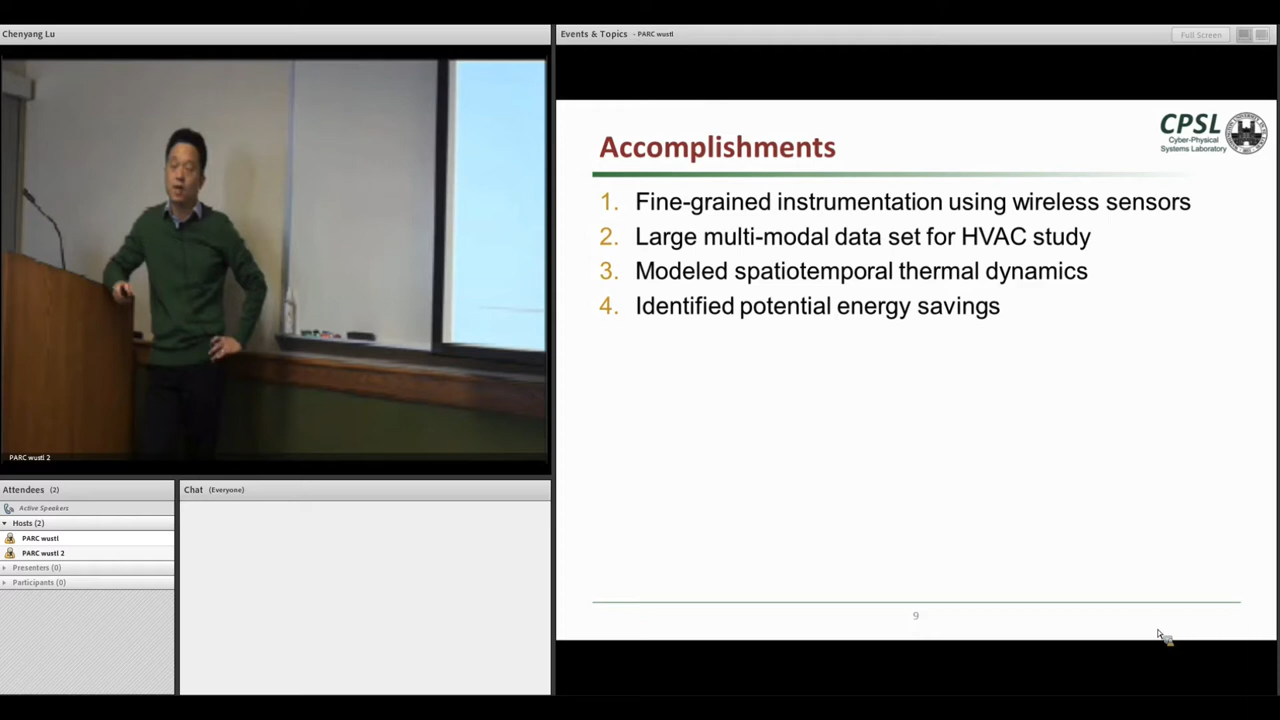 Chenyang Lu
PARC wustl 2
Attendees (2)
Active Speakers
Hosts (2)
PARC wustl
PARC wustl 2
Presenters (0)
Participants (0)
Chat (Everyone)
Events & Topics - PARC wustl
Full Screen
CPSL
Cyber-Physical
Systems Laboratory
Accomplishments
1. Fine-grained instrumentation using wireless sensors
2. Large multi-modal data set for HVAC study
3. Modeled spatiotemporal thermal dynamics
4. Identified potential energy savings
9